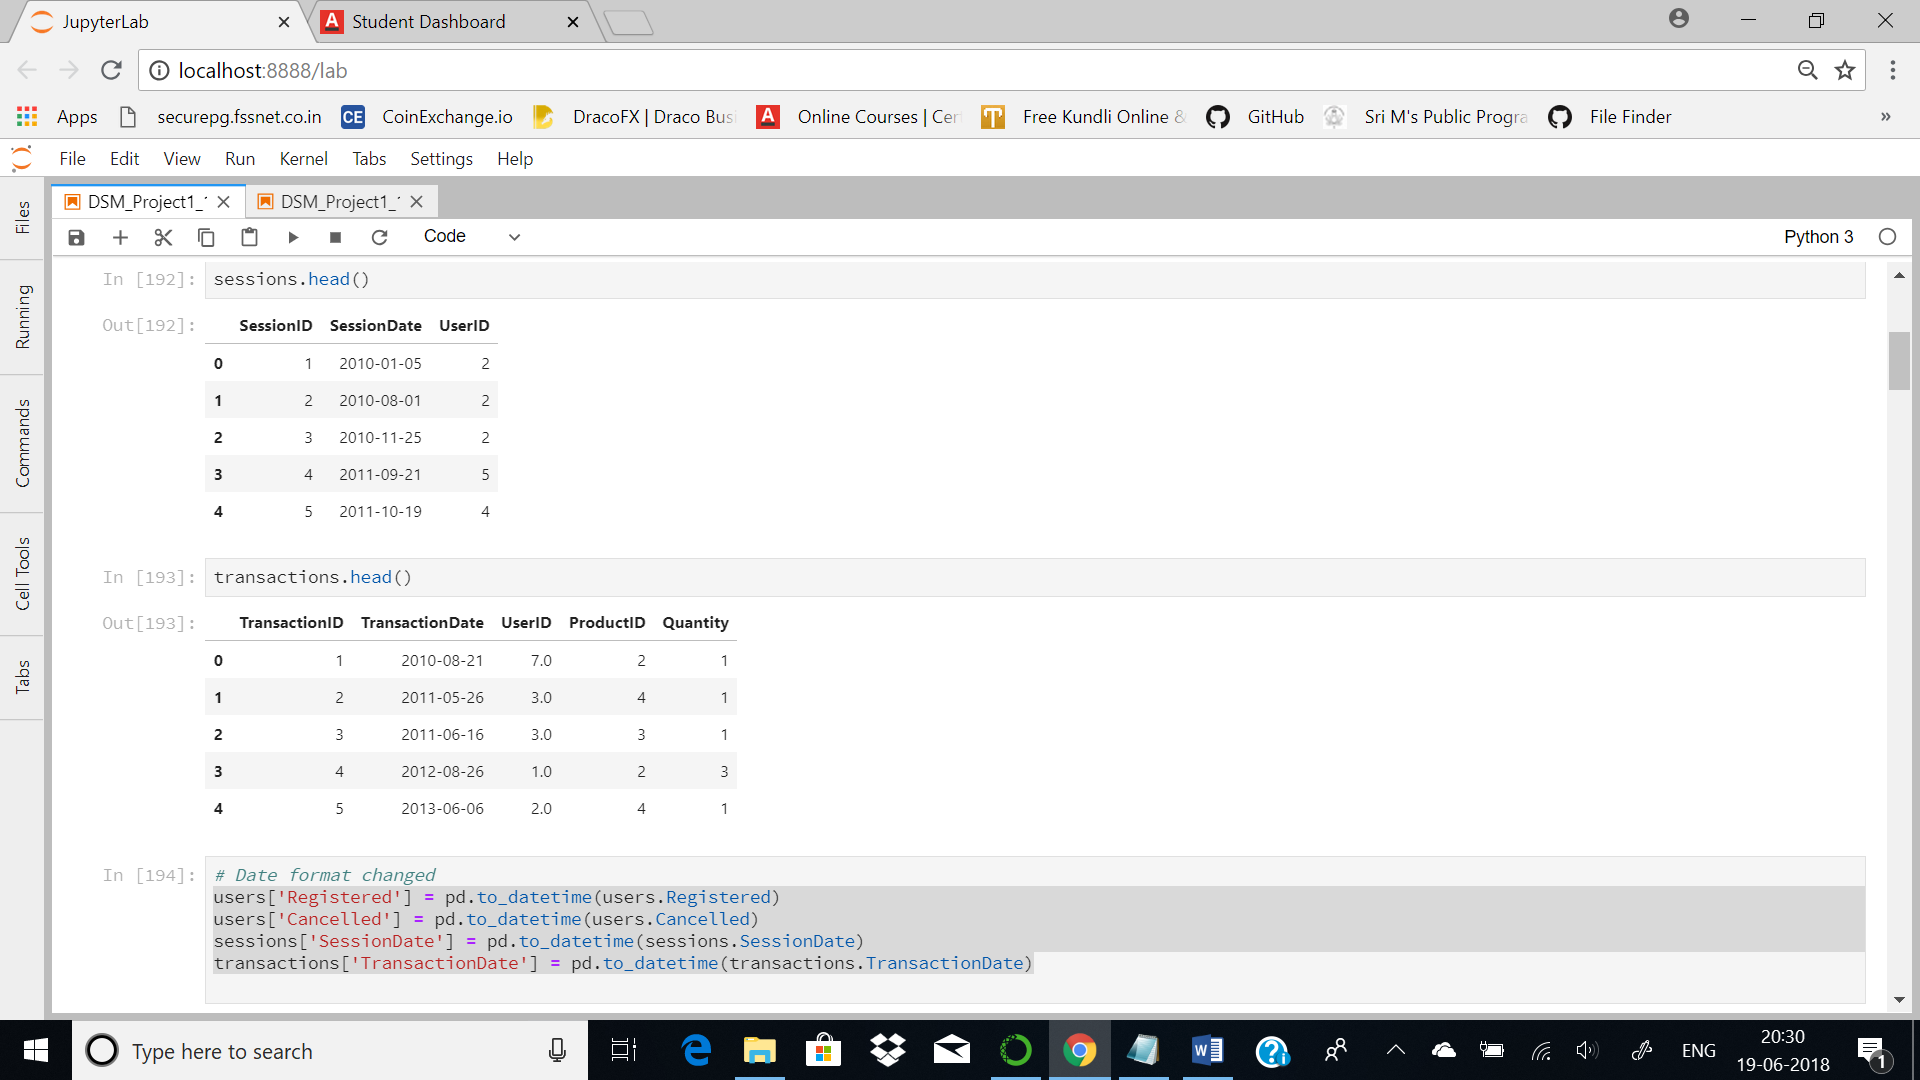 JupyterLab
Student Dashboard
localhost:8888/lab
Apps securepg.fssnet.co.in CE CoinExchange.io DracoFX | Draco Busi A Online Courses | Cer T Free Kundli Online & GitHub Sri M's Public Progra File Finder »
File Edit View Run Kernel Tabs Settings Help
DSM_Project1_ DSM_Project1_
Code Python 3
Files
Running
Commands
Cell Tools
Tabs
In [192]: sessions.head()
Out[192]: SessionID SessionDate UserID
0 1 2010-01-05 2
1 2 2010-08-01 2
2 3 2010-11-25 2
3 4 2011-09-21 5
4 5 2011-10-19 4
In [193]: transactions.head()
Out[193]: TransactionID TransactionDate UserID ProductID Quantity
0 1 2010-08-21 7.0 2 1
1 2 2011-05-26 3.0 4 1
2 3 2011-06-16 3.0 3 1
3 4 2012-08-26 1.0 2 3
4 5 2013-06-06 2.0 4 1
In [194]: # Date format changed
users['Registered'] = pd.to_datetime(users.Registered)
users['Cancelled'] = pd.to_datetime(users.Cancelled)
sessions['SessionDate'] = pd.to_datetime(sessions.SessionDate)
transactions['TransactionDate'] = pd.to_datetime(transactions.TransactionDate)
Type here to search
ENG
20:30
19-06-2018
1